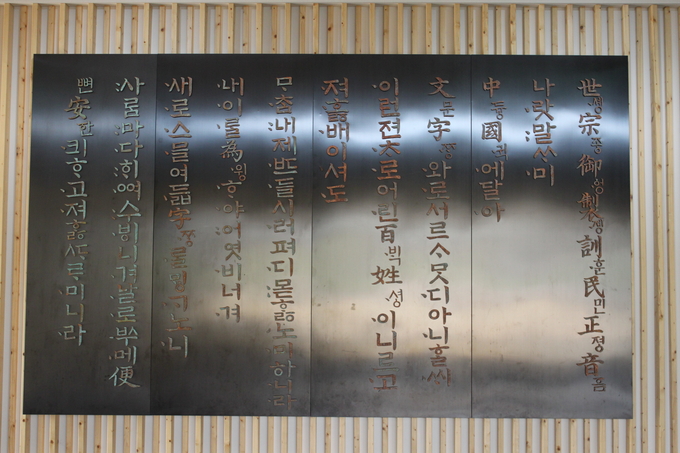 世솅宗종御엉製졩訓훈民민正졍音흠
나랏말ᄊᆞ미
中듕國귁에달아
文문字ᄍᆞᆼ와로서르ᄉᆞᄆᆞᆺ디아니ᄒᆞᆯᄊᆡ
이런젼ᄎᆞ로어린百ᄇᆡᆨ姓셩이니르고
져ᄒᆞᇙ배이셔도
ᄆᆞᄎᆞᆷ내제ᄠᅳ들시러펴디몯ᄒᆞᇙ노미하니라
내이ᄅᆞᆯ為윙ᄒᆞ야어엿비너겨
새로스믈여듧字ᄍᆞᆼᄅᆞᆯᄆᆡᇰᄀᆞ노니
사ᄅᆞᆷ마다ᄒᆡᅇᅧ수ᄫᅵ니겨날로ᄡᅮ메便
뼌安한킈ᄒᆞ고져ᄒᆞᇙᄯᆞᄅᆞ미니라